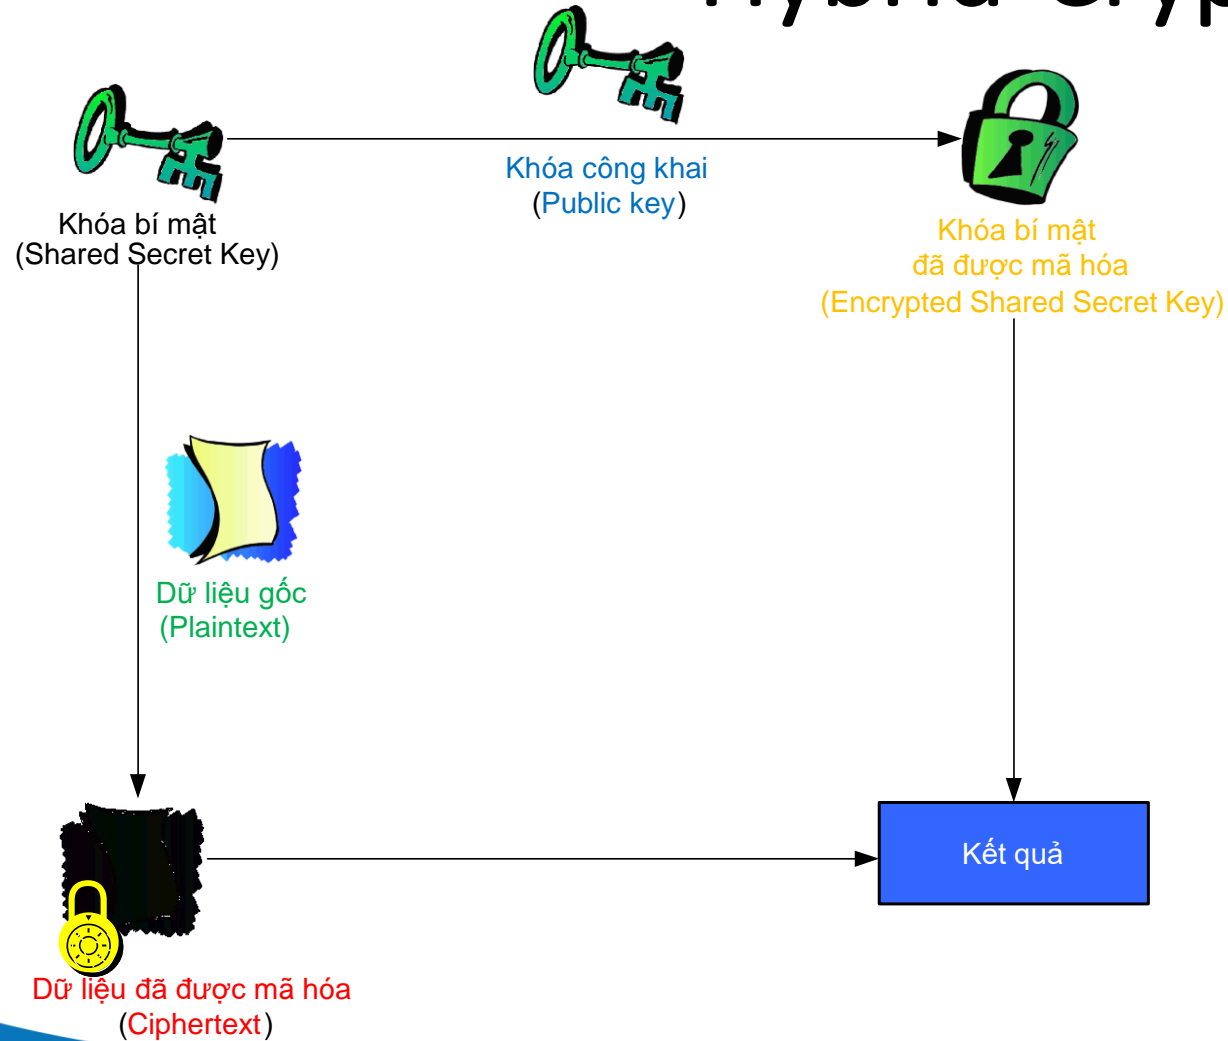 Khóa công khai
(Public key)
Khóa bí mật
(Shared Secret Key)
Khóa bí mật
đã được mã hóa
(Encrypted Shared Secret Key)
Dữ liệu gốc
(Plaintext)
Kết quả
Dữ liệu đã được mã hóa
(Ciphertext)